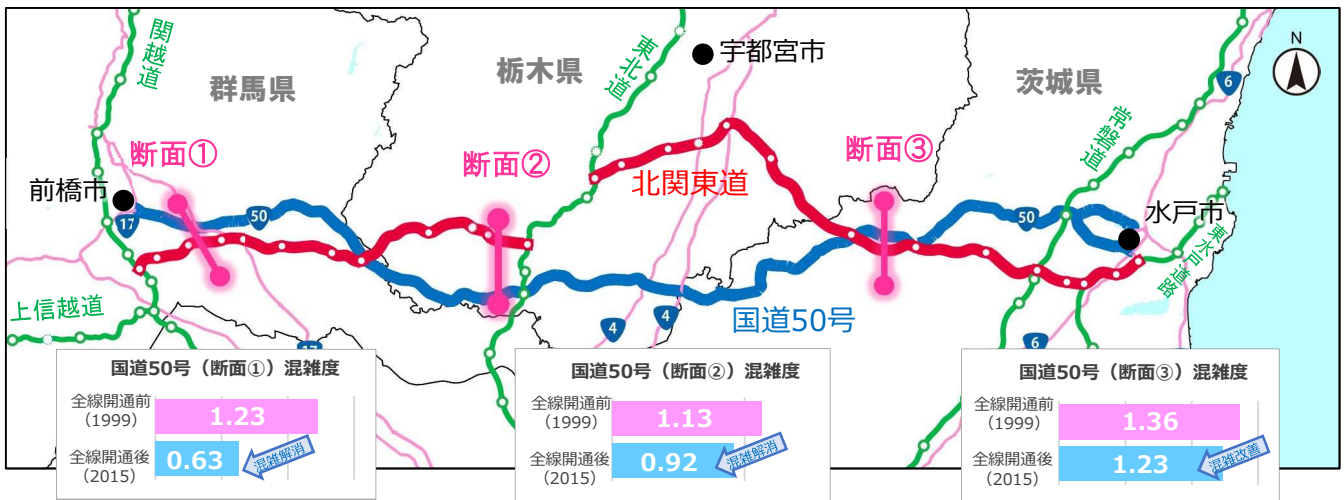 関越道
群馬県
栃木県
東北道
宇都宮市
茨城県
常磐道
6
N
断面①
断面②
断面③
前橋市
17
50
北関東道
50
水戸市
東水戸道路
上信越道
4
4
国道50号
6
17
国道50号（断面①）混雑度
全線開通前
（1999）
1.23
全線開通後
（2015）
0.63
混雑解消
国道50号（断面②）混雑度
全線開通前
（1999）
1.13
全線開通後
（2015）
0.92
混雑解消
国道50号（断面③）混雑度
全線開通前
（1999）
1.36
全線開通後
（2015）
1.23
混雑改善